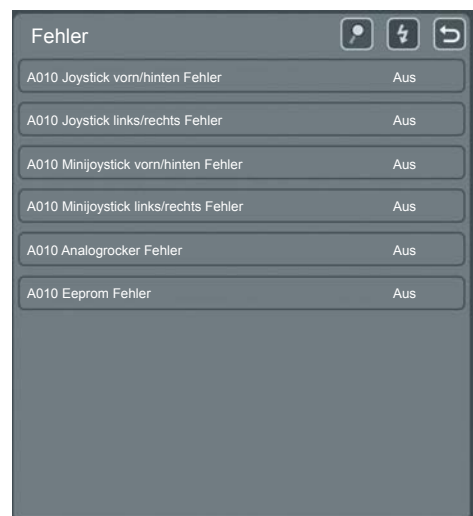 Fehler
A010 Joystick vorn/hinten Fehler Aus
A010 Joystick links/rechts Fehler Aus
A010 Minijoystick vorn/hinten Fehler Aus
A010 Minijoystick links/rechts Fehler Aus
A010 Analogrocker Fehler Aus
A010 Eeprom Fehler Aus